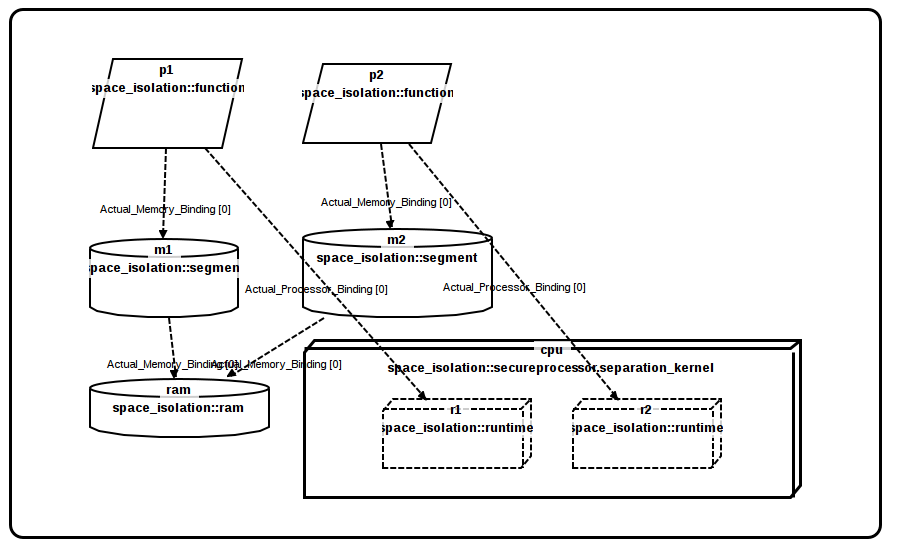 p1
space_isolation::function
p2
space_isolation::function
Actual_Memory_Binding [0]
Actual_Memory_Binding [0]
m1
space_isolation::segmen
m2
space_isolation::segment
Actual_Processor_Binding [0]
Actual_Processor_Binding [0]
Actual_Memory_Binding [0]
Actual_Memory_Binding [0]
ram
space_isolation::ram
cpu
space_isolation::secureprocessor.separation_kernel
r1
space_isolation::runtime
r2
space_isolation::runtime